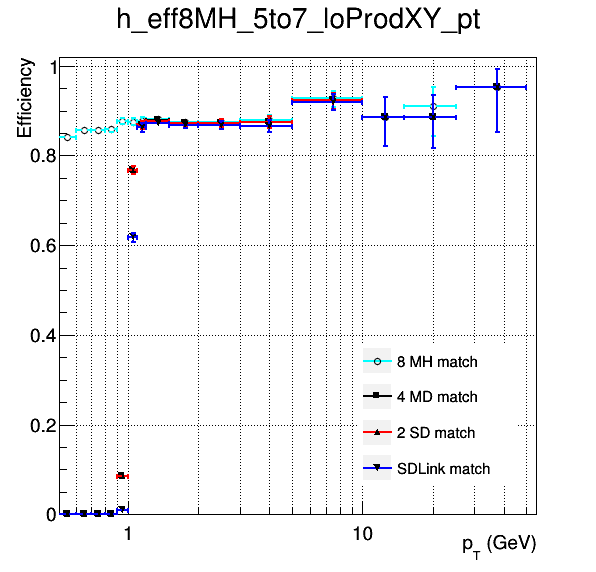 h_eff8MH_5to7_loProdXY_pt
Efficiency
1
0.8
0.6
0.4
0.2
0
8 MH match
4 MD match
2 SD match
SDLink match
1
10
pT (GeV)